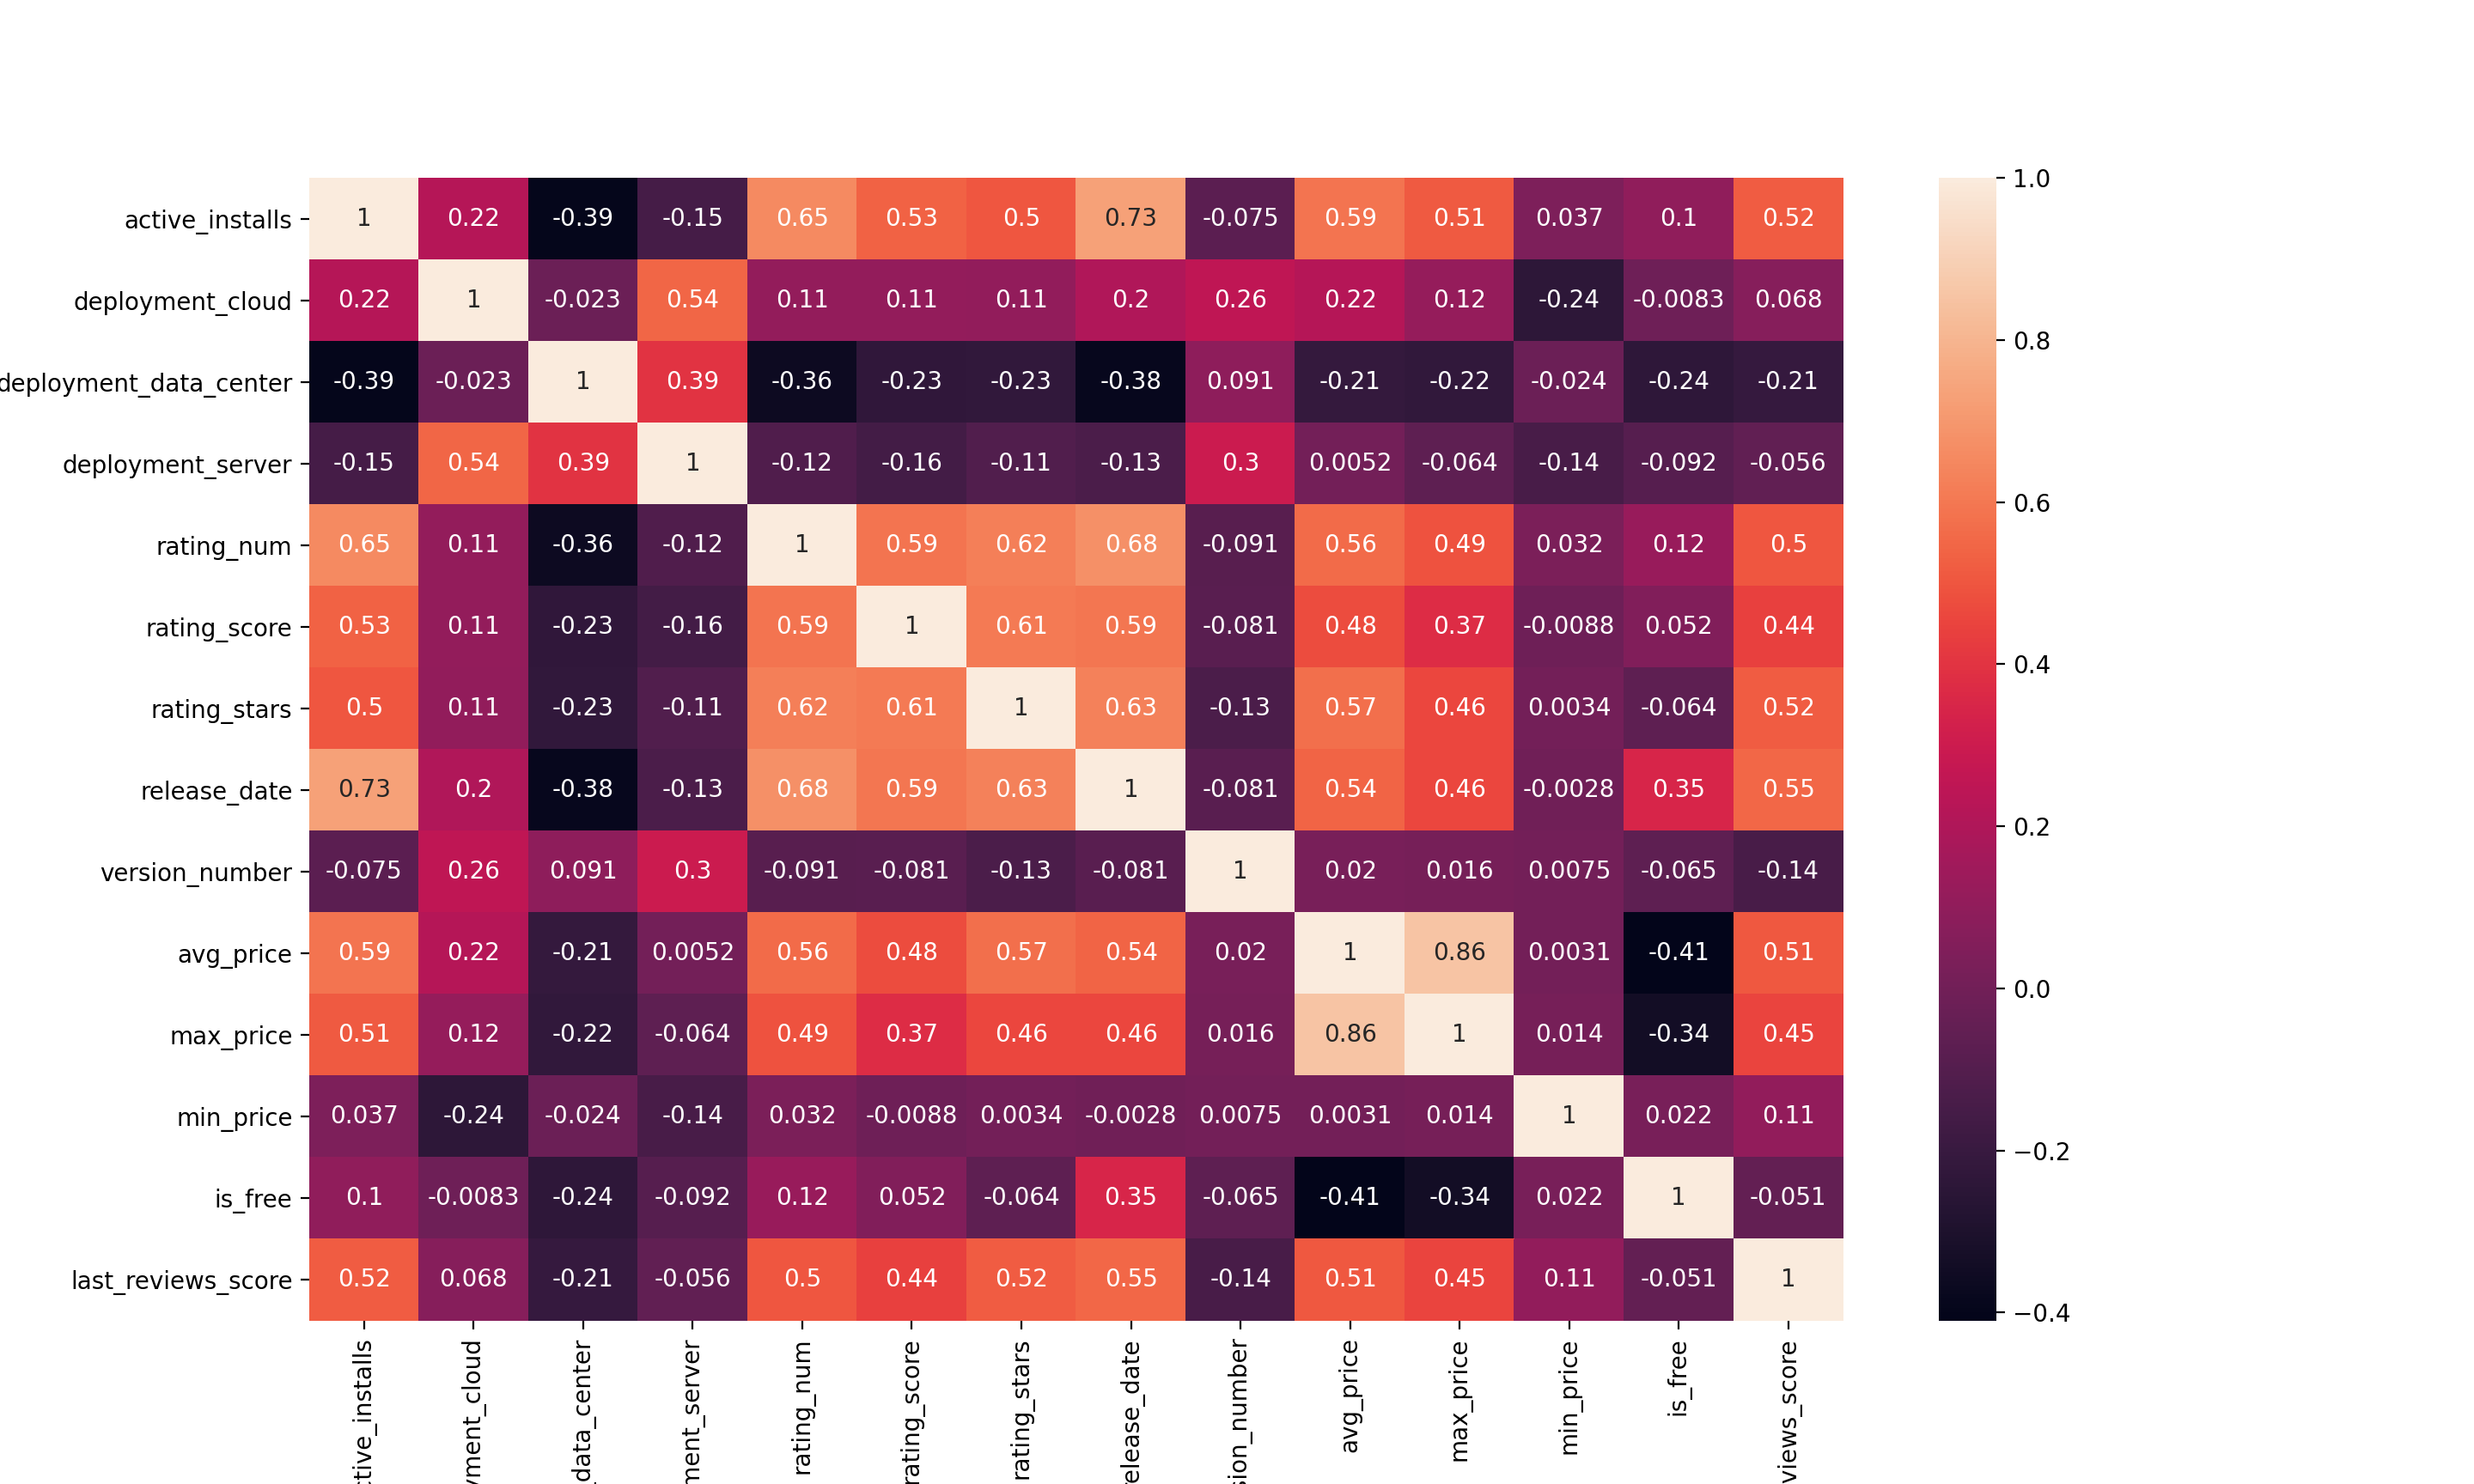 active_installs 1 0.22 -0.39 -0.15 0.65 0.53 0.5 0.73 -0.075 0.59 0.51 0.037 0.1 0.52
deployment_cloud 0.22 1 -0.023 0.54 0.11 0.11 0.11 0.2 0.26 0.22 0.12 -0.24 -0.0083 0.068
deployment_data_center -0.39 -0.023 1 0.39 -0.36 -0.23 -0.23 -0.38 0.091 -0.21 -0.22 -0.024 -0.24 -0.21
deployment_server -0.15 0.54 0.39 1 -0.12 -0.16 -0.11 -0.13 0.3 0.0052 -0.064 -0.14 -0.092 -0.056
rating_num 0.65 0.11 -0.36 -0.12 1 0.59 0.62 0.68 -0.091 0.56 0.49 0.032 0.12 0.5
rating_score 0.53 0.11 -0.23 -0.16 0.59 1 0.61 0.59 -0.081 0.48 0.37 -0.0088 0.052 0.44
rating_stars 0.5 0.11 -0.23 -0.11 0.62 0.61 1 0.63 -0.13 0.57 0.46 0.0034 -0.064 0.52
release_date 0.73 0.2 -0.38 -0.13 0.68 0.59 0.63 1 -0.081 0.54 0.46 -0.0028 0.35 0.55
version_number -0.075 0.26 0.091 0.3 -0.091 -0.081 -0.13 -0.081 1 0.02 0.016 0.0075 -0.065 -0.14
avg_price 0.59 0.22 -0.21 0.0052 0.56 0.48 0.57 0.54 0.02 1 0.86 0.0031 -0.41 0.51
max_price 0.51 0.12 -0.22 -0.064 0.49 0.37 0.46 0.46 0.016 0.86 1 0.014 -0.34 0.45
min_price 0.037 -0.24 -0.024 -0.14 0.032 -0.0088 0.0034 -0.0028 0.0075 0.0031 0.014 1 0.022 0.11
is_free 0.1 -0.0083 -0.24 -0.092 0.12 0.052 -0.064 0.35 -0.065 -0.41 -0.34 0.022 1 -0.051
last_reviews_score 0.52 0.068 -0.21 -0.056 0.5 0.44 0.52 0.55 -0.14 0.51 0.45 0.11 -0.051 1
ctive_installs
yment_cloud
_data_center
ment_server
rating_num
rating_score
rating_stars
elease_date
sion_number
avg_price
max_price
min_price
is_free
views_score
1.0
0.8
0.6
0.4
0.2
0.0
−0.2
−0.4